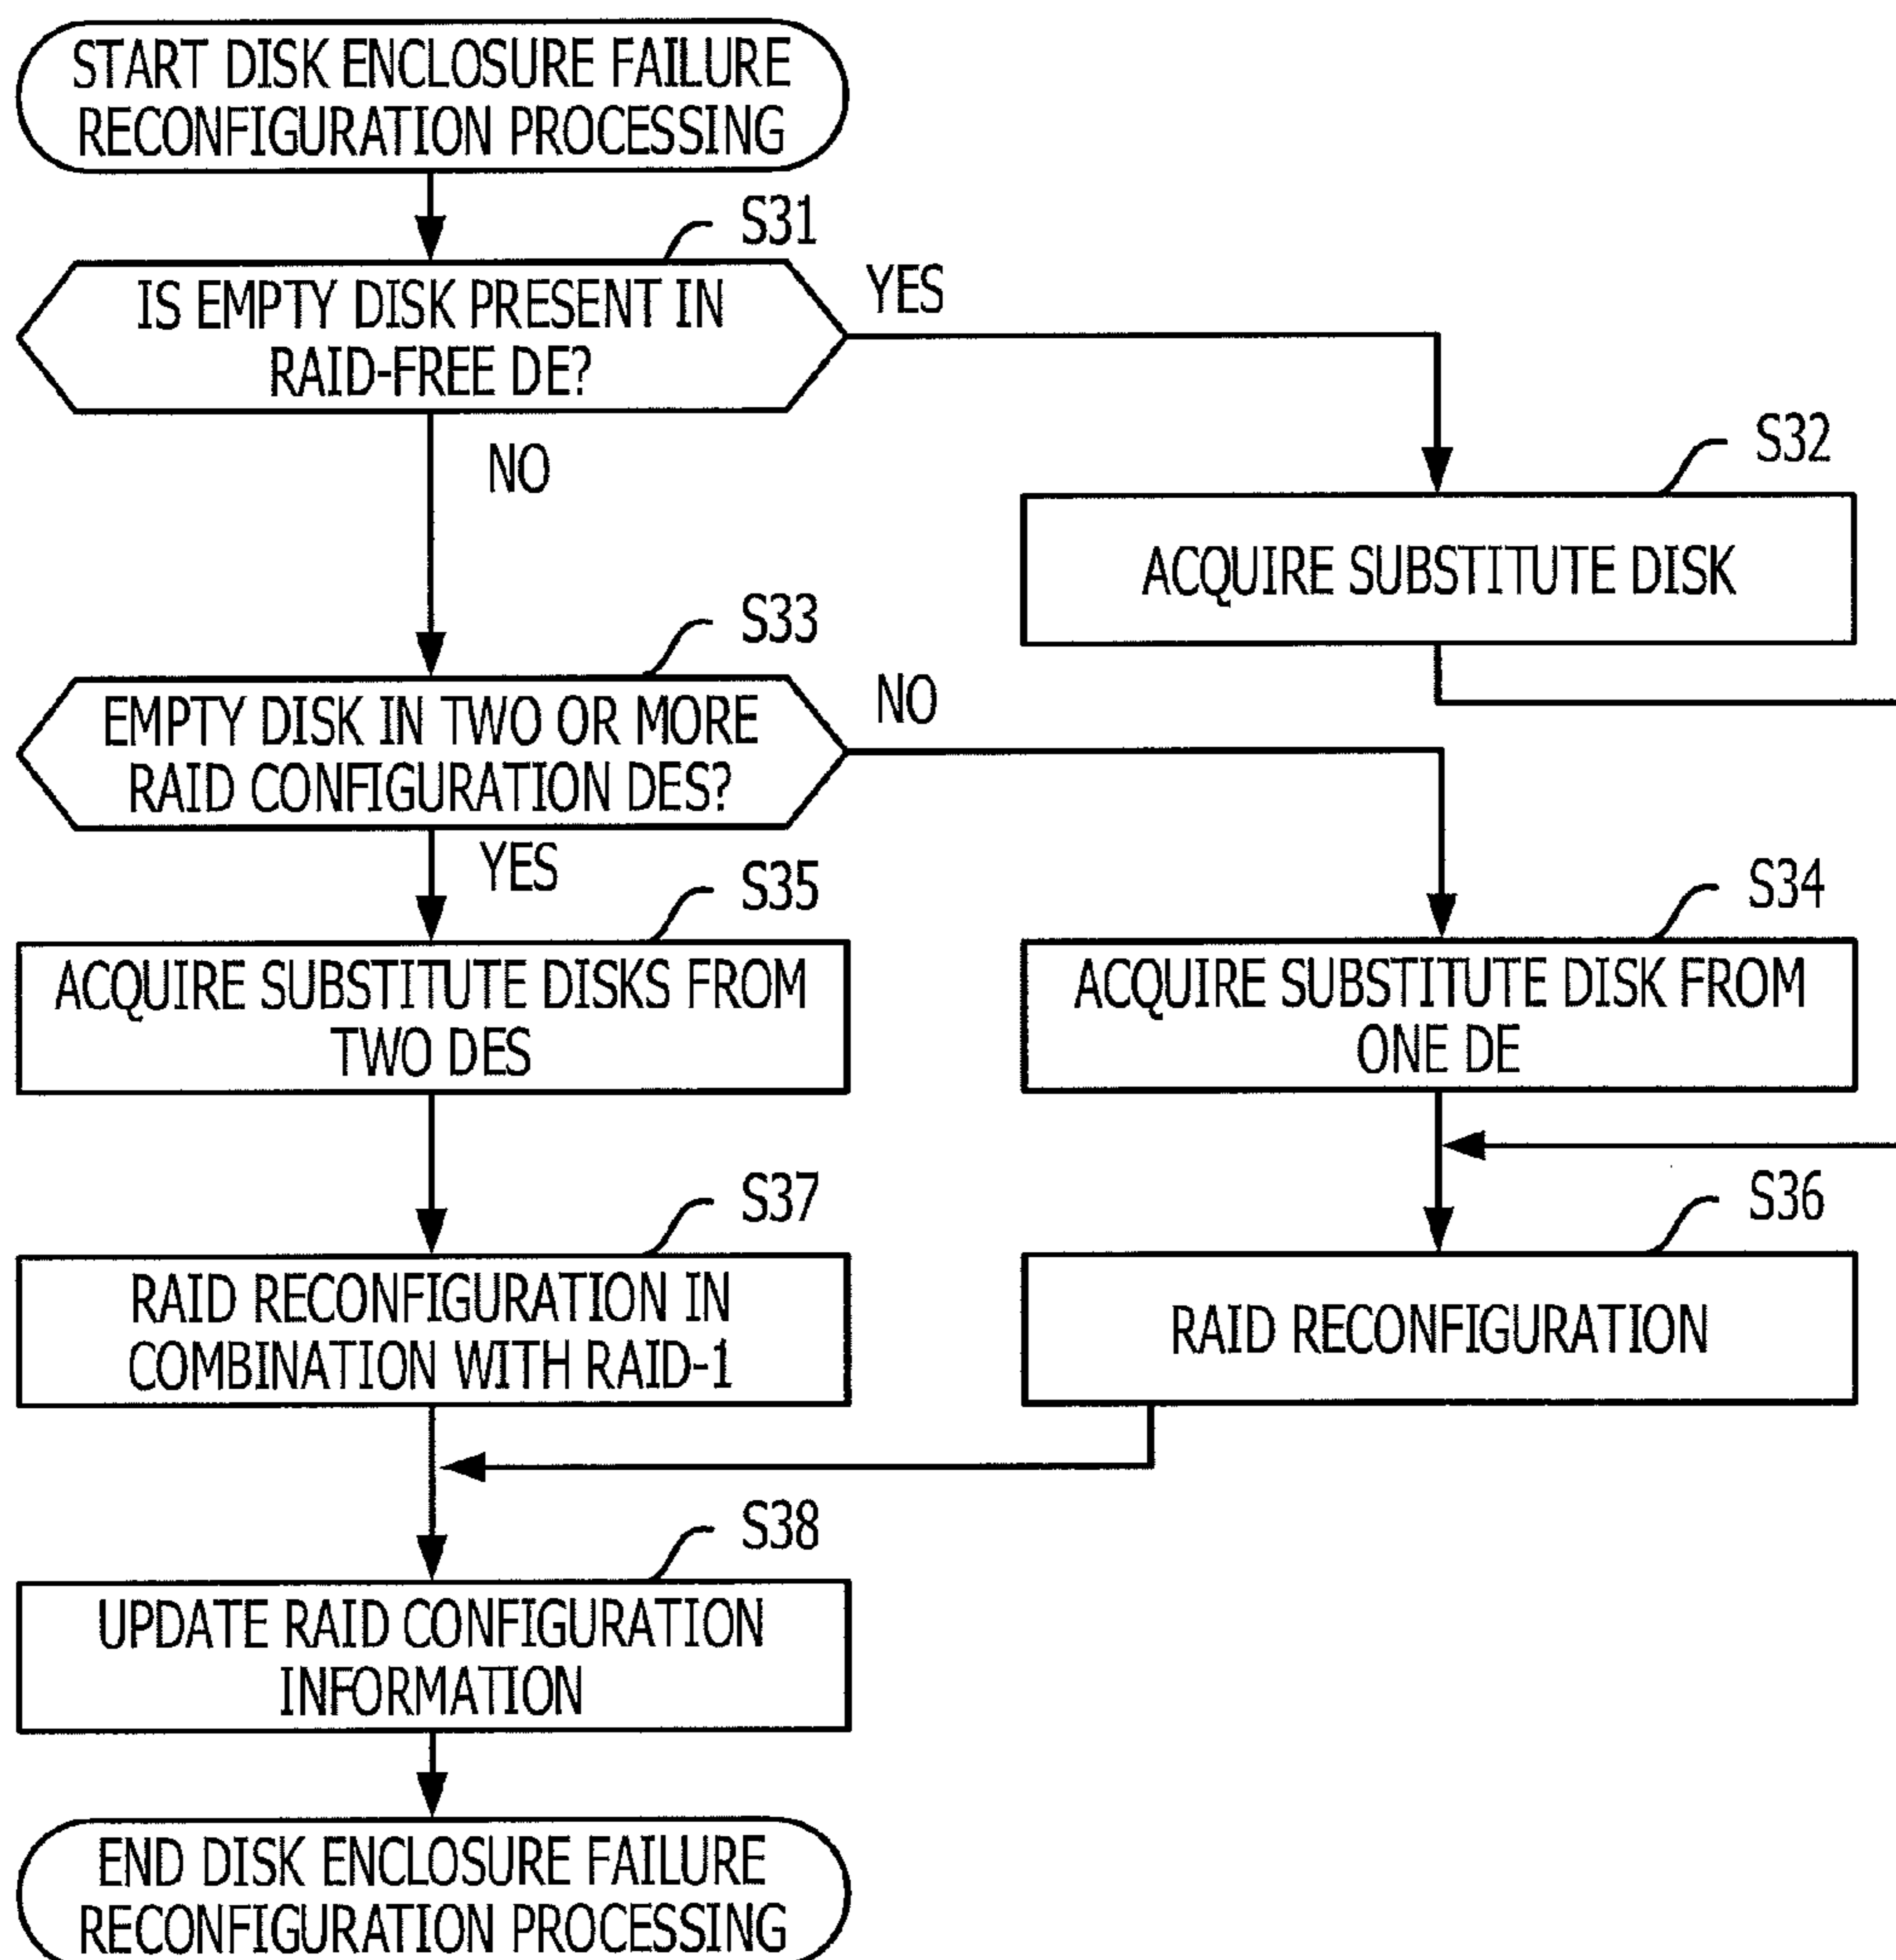 START DISK ENCLOSURE FAILURE
RECONFIGURATION PROCESSING
S31
IS EMPTY DISK PRESENT IN
RAID-FREE DE?
YES
NO
S32
ACQUIRE SUBSTITUTE DISK
S33
EMPTY DISK IN TWO OR MORE
RAID CONFIGURATION DES?
NO
YES
S35
ACQUIRE SUBSTITUTE DISKS FROM
TWO DES
S34
ACQUIRE SUBSTITUTE DISK FROM
ONE DE
S37
RAID RECONFIGURATION IN
COMBINATION WITH RAID-1
S36
RAID RECONFIGURATION
S38
UPDATE RAID CONFIGURATION
INFORMATION
END DISK ENCLOSURE FAILURE
RECONFIGURATION PROCESSING